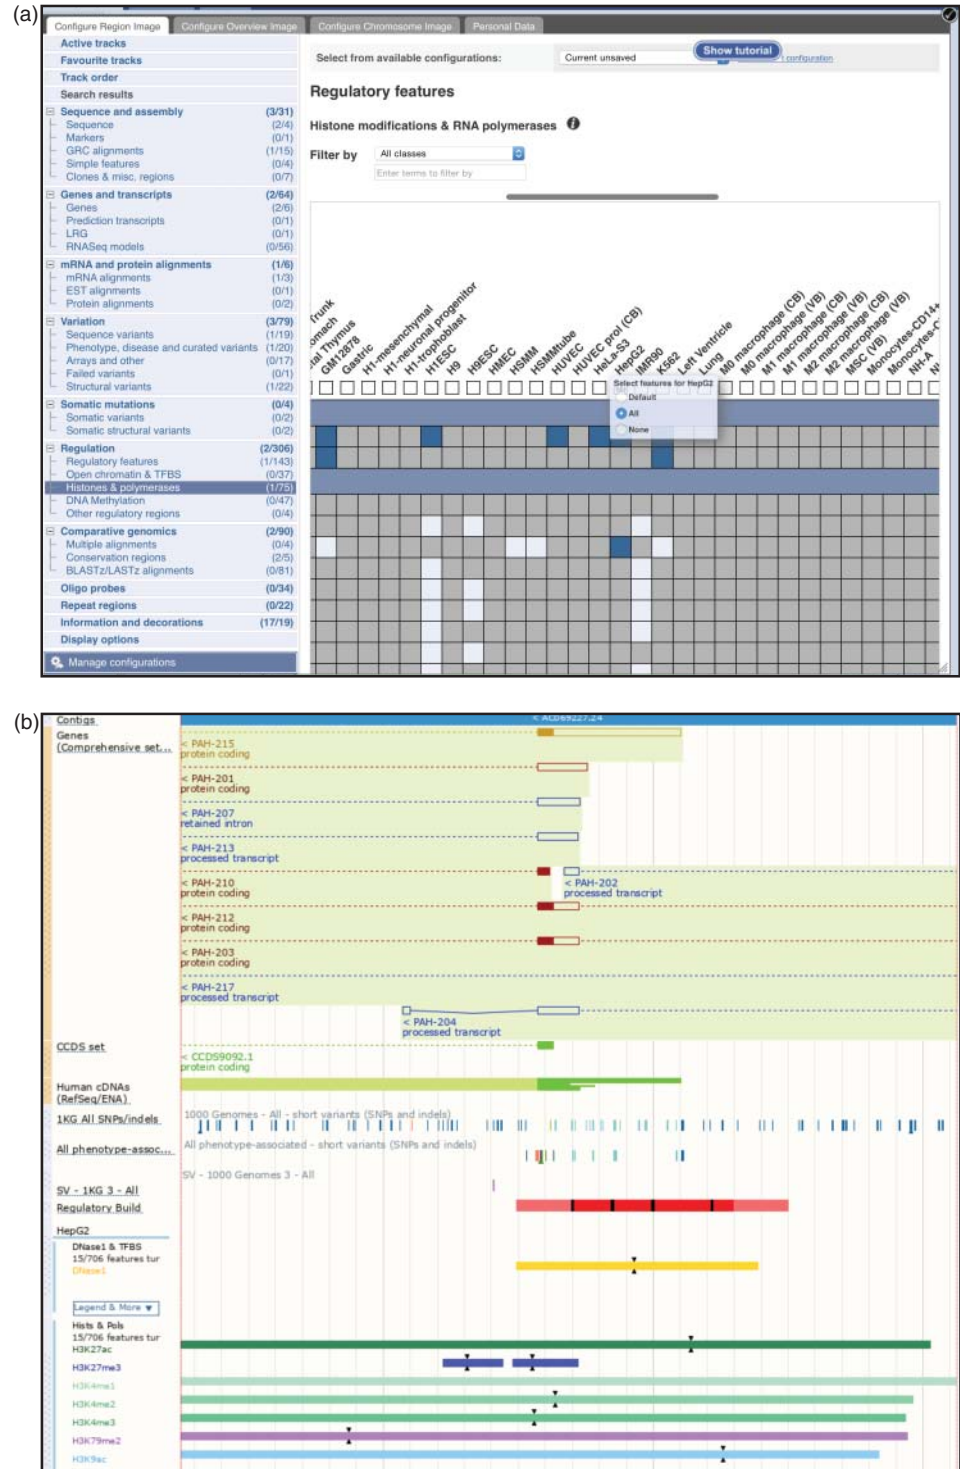 (a)
Configure Region Image Configure Overview Image Configure Chromosome Image Personal Data
Active tracks
Favourite tracks
Track order
Search results
Sequence and assembly (3/31)
Sequence (2/4)
Markers (0/1)
GRC alignments (1/15)
Simple features (0/4)
Clones & misc. regions (0/7)
Genes and transcripts (2/64)
Genes (2/6)
Prediction transcripts (0/1)
LRG (0/1)
RNASeq models (0/56)
mRNA and protein alignments (1/6)
mRNA alignments (1/3)
EST alignments (0/1)
Protein alignments (0/2)
Variation (3/79)
Sequence variants (1/19)
Phenotype, disease and curated variants (1/20)
Arrays and other (0/17)
Failed variants (0/1)
Structural variants (1/22)
Somatic mutations (0/4)
Somatic variants (0/2)
Somatic structural variants (0/2)
Regulation (2/306)
Regulatory features (1/143)
Open chromatin & TFBS (0/37)
Histones & polymerases (1/75)
DNA Methylation (0/47)
Other regulatory regions (0/4)
Comparative genomics (2/90)
Multiple alignments (0/4)
Conservation regions (2/5)
BLASTz/LASTz alignments (0/81)
Oligo probes (0/34)
Repeat regions (0/22)
Information and decorations (17/19)
Display options
Manage configurations
Select from available configurations: Current unsaved
Show tutorial
configuration
Regulatory features
Histone modifications & RNA polymerases
Filter by All classes
Enter terms to filter by
Trunk
Thymus
GM12878
Gastric
H1-mesenchymal
H1-neuronal progenitor
H1-trophoblast
H1ESC
H9
H9ESC
HMEC
HSMM
HSMMtube
HUVEC
HUVEC prol (CB)
HeLa-S3
HepG2
IMR90
K562
Left Ventricle
Lung
M0 macrophage (CB)
M0 macrophage (VB)
M1 macrophage (CB)
M1 macrophage (VB)
M2 macrophage (CB)
M2 macrophage (VB)
MSC (VB)
Monocytes-CD14+
Monocytes-C
NH-A
Select features for HepG2
Default
All
None
(b)
Contigs
< AC069227.24
Genes
(Comprehensive set...
< PAH-215
protein coding
< PAH-201
protein coding
< PAH-207
retained intron
< PAH-213
processed transcript
< PAH-210
protein coding
< PAH-202
processed transcript
< PAH-212
protein coding
< PAH-203
protein coding
< PAH-217
processed transcript
< PAH-204
processed transcript
CCDS set
< CCDS9092.1
protein coding
Human cDNAs
(RefSeq/ENA)
1KG All SNPs/indels
1000 Genomes - All - short variants (SNPs and indels)
All phenotype-assoc...
All phenotype-associated - short variants (SNPs and indels)
SV - 1000 Genomes 3 - All
SV - 1KG 3 - All
Regulatory Build
HepG2
DNase1 & TFBS
15/706 features tur
DNase1
Legend & More ▼
Hists & Pols
15/706 features tur
H3K27ac
H3K27me3
H3K4me1
H3K4me2
H3K4me3
H3K79me2
H3K9ac